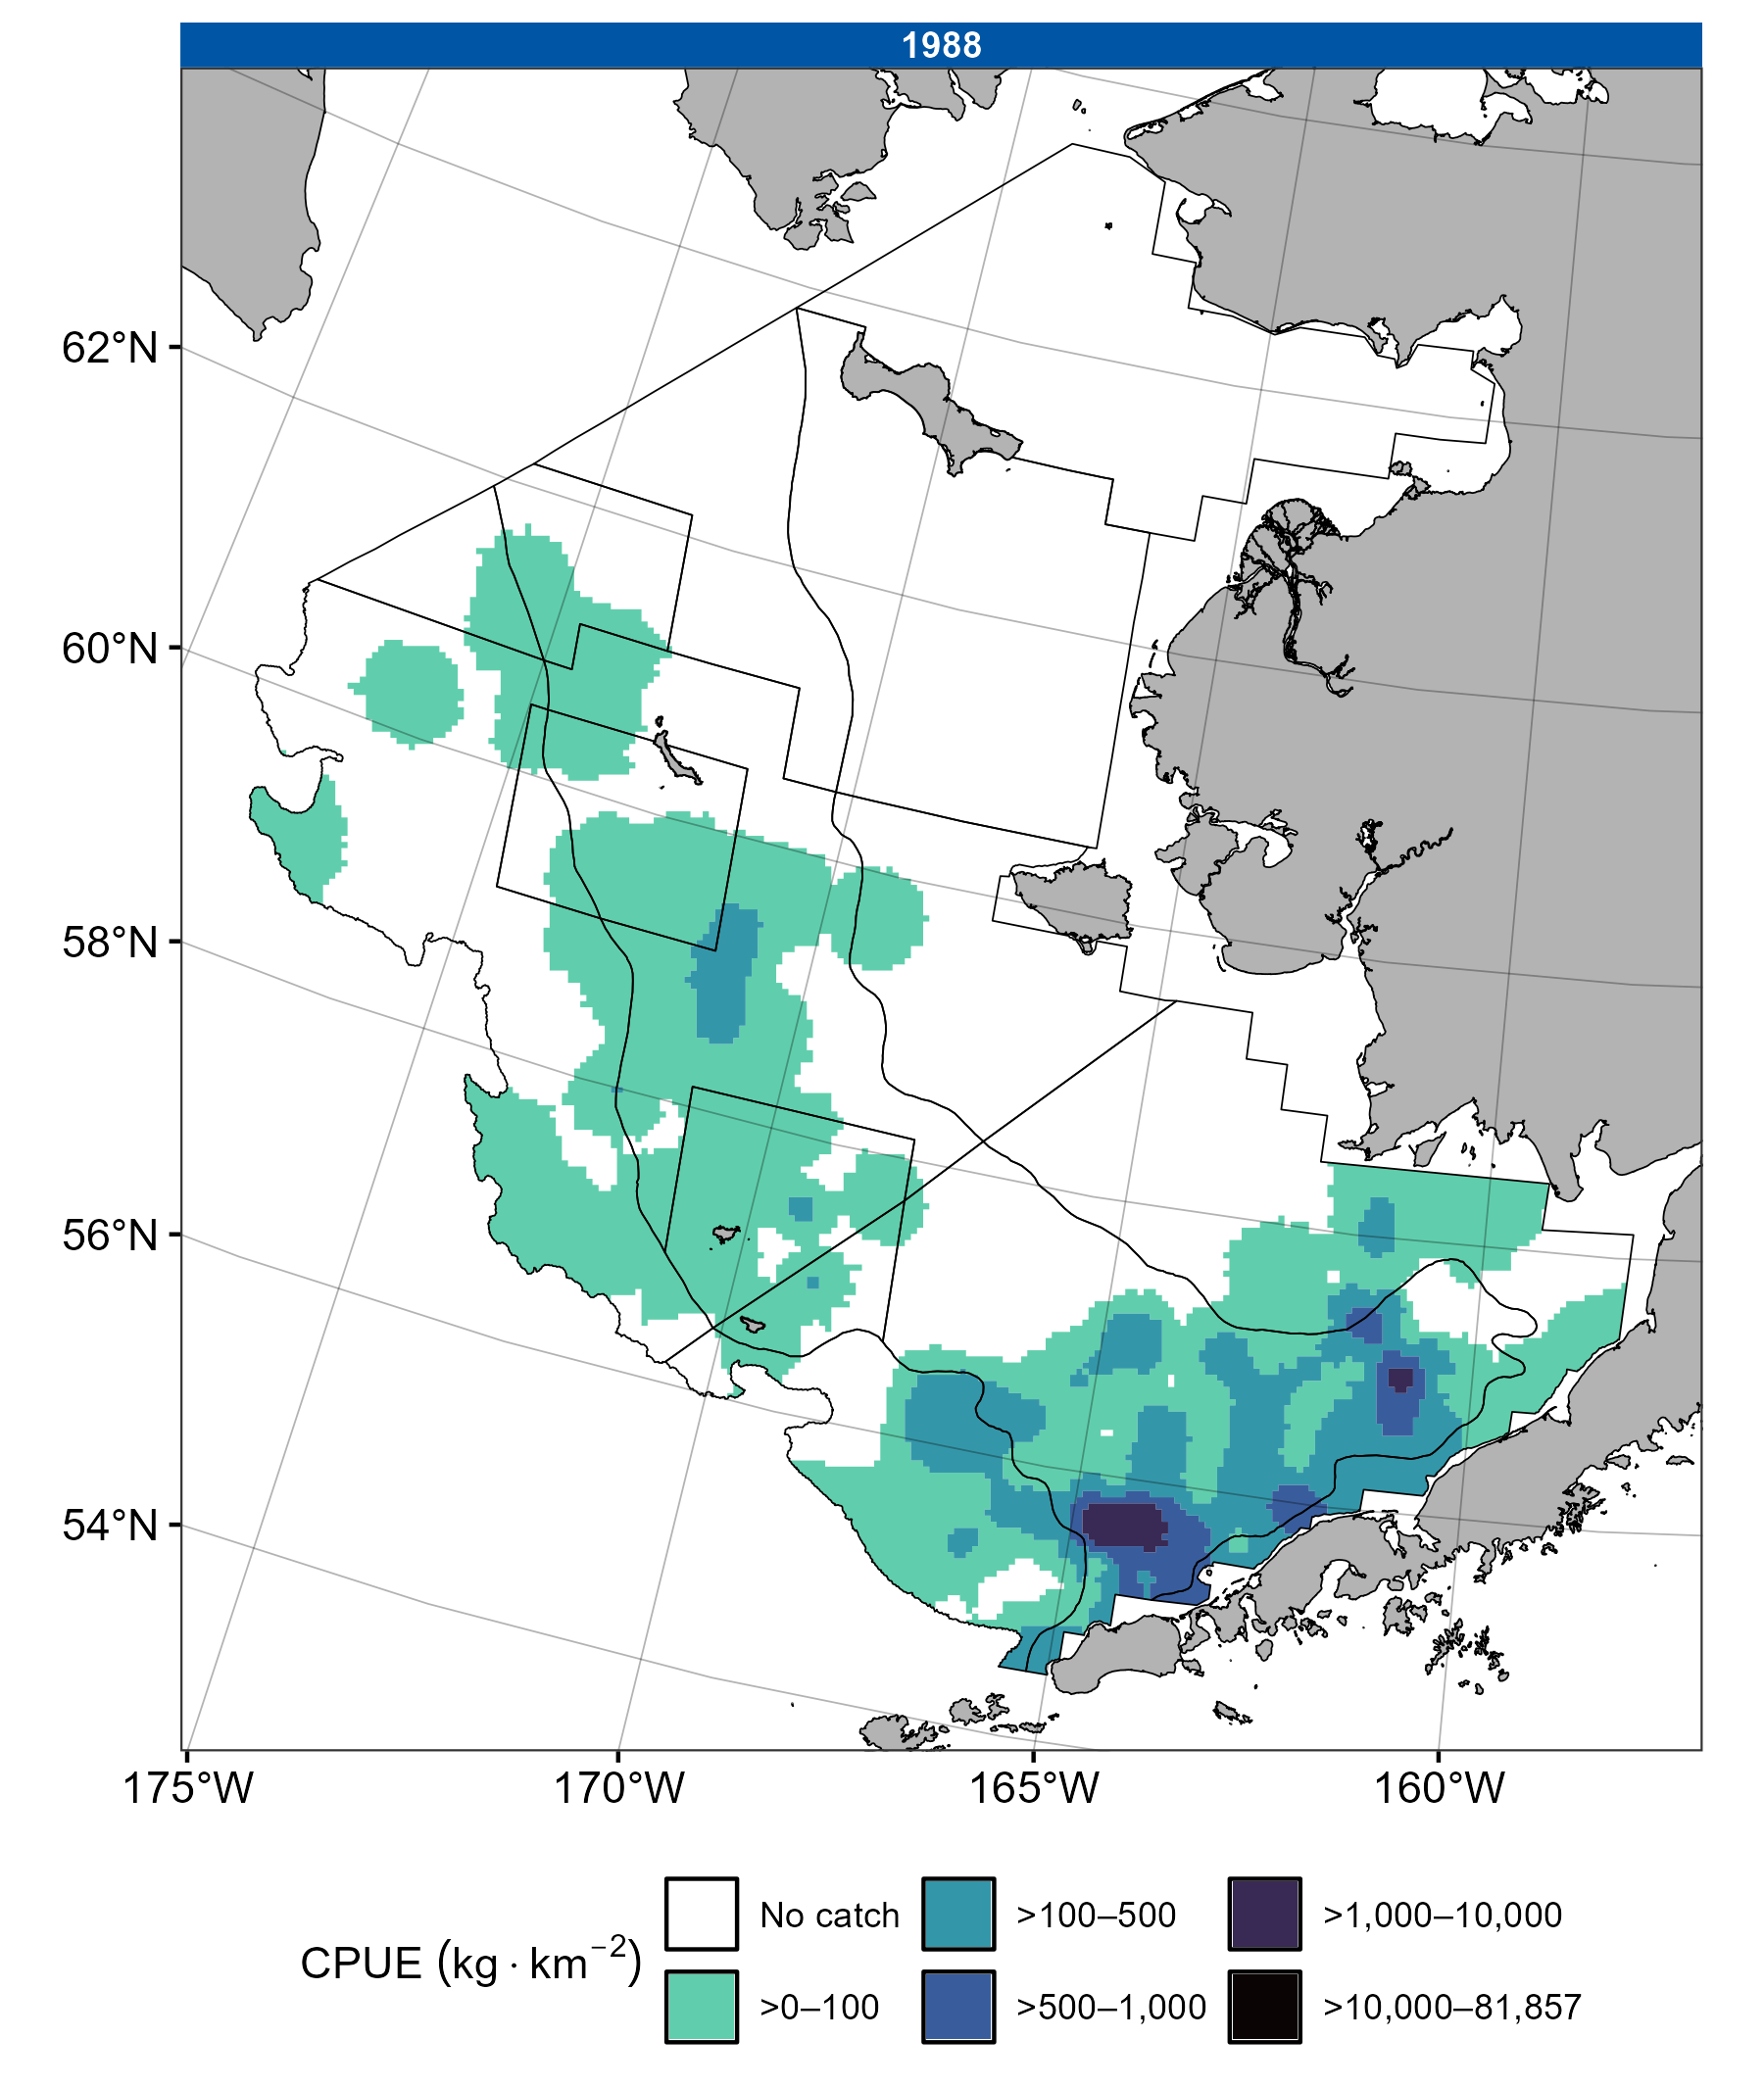 1988
62°N
60°N
58°N
56°N
54°N
175°W 170°W 165°W 160°W
CPUE (kg · km⁻²)
No catch
>0–100
>100–500
>500–1,000
>1,000–10,000
>10,000–81,857